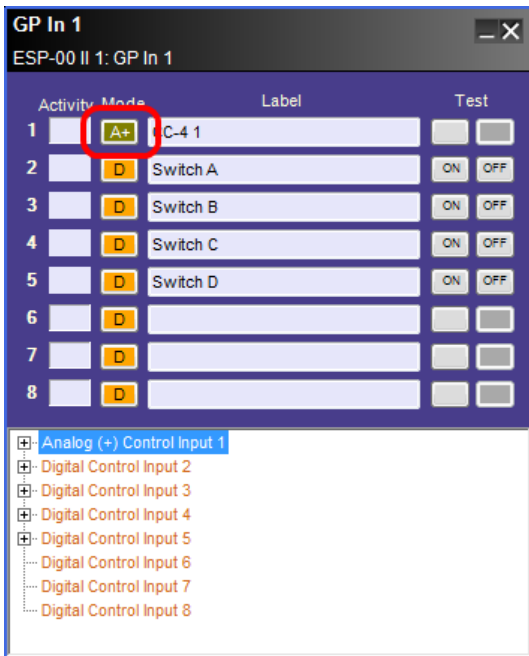 GP In 1
ESP-00 II 1: GP In 1
Activity Mode Label Test
1 A+ CC-4 1
2 D Switch A ON OFF
3 D Switch B ON OFF
4 D Switch C ON OFF
5 D Switch D ON OFF
6 D
7 D
8 D
Analog (+) Control Input 1
Digital Control Input 2
Digital Control Input 3
Digital Control Input 4
Digital Control Input 5
Digital Control Input 6
Digital Control Input 7
Digital Control Input 8